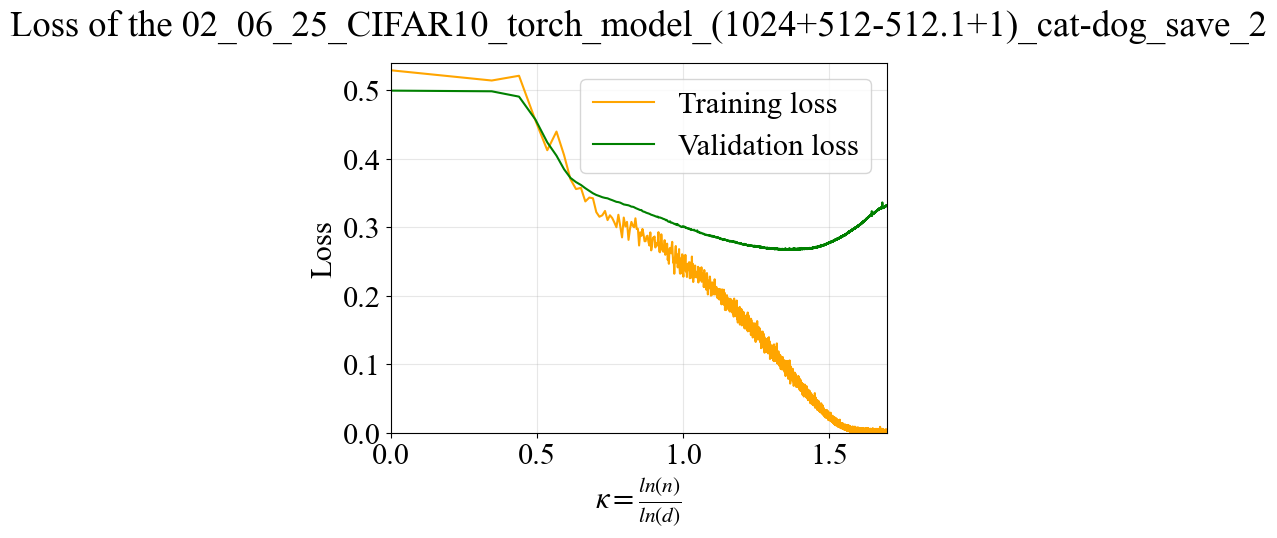 Loss of the 02_06_25_CIFAR10_torch_model_(1024+512-512.1+1)_cat-dog_save_2
Training loss
Validation loss
Loss
0.5
0.4
0.3
0.2
0.1
0.0
0.0 0.5 1.0 1.5
κ = ln(n) / ln(d)